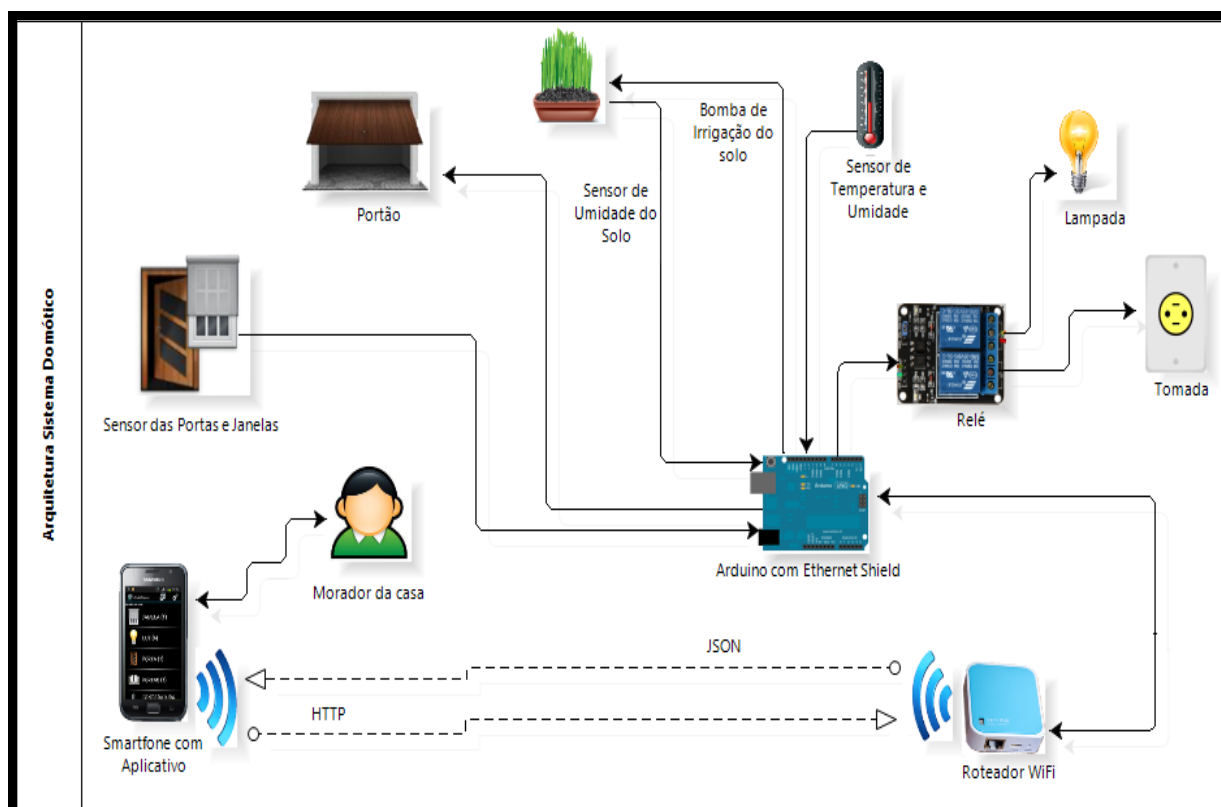 Arquitetura Sistema Domótico
Portão
Sensor de
Umidade do
Solo
Bomba de
Irrigação do
solo
Sensor de
Temperatura e
Umidade
Lampada
Tomada
Relé
Sensor das Portas e Janelas
Morador da casa
Arduino com Ethernet Shield
JSON
HTTP
Smartfone com
Aplicativo
Roteador WiFi